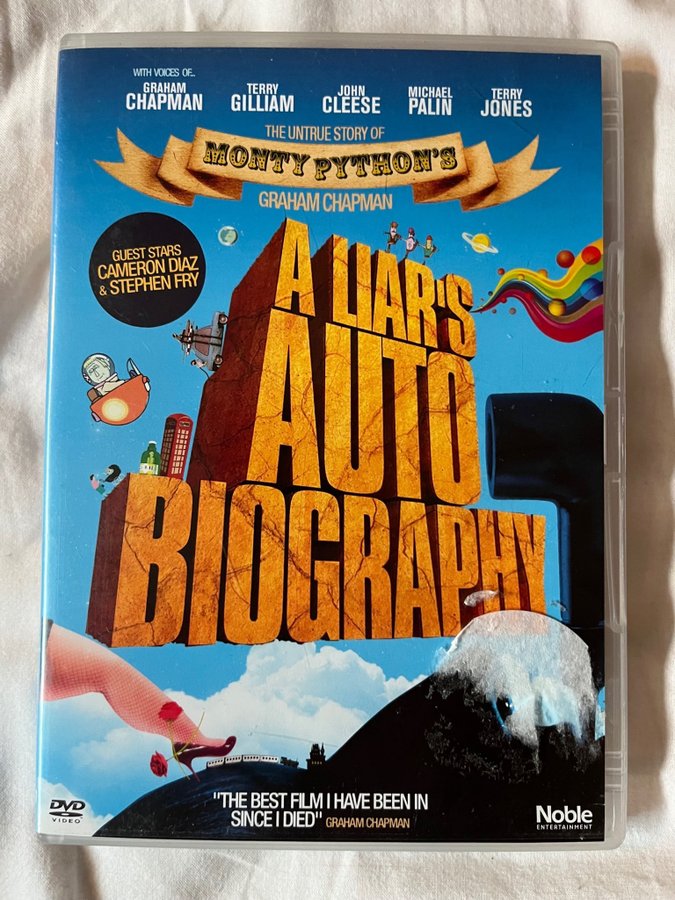 WITH VOICES OF..
GRAHAM CHAPMAN
TERRY GILLIAM
JOHN CLEESE
MICHAEL PALIN
TERRY JONES
THE UNTRUE STORY OF
MONTY PYTHON'S
GRAHAM CHAPMAN
GUEST STARS
CAMERON DIAZ
& STEPHEN FRY
A LIAR'S
AUTO
BIOGRAPHY
"THE BEST FILM I HAVE BEEN IN
SINCE I DIED" GRAHAM CHAPMAN
DVD
VIDEO
Noble
ENTERTAINMENT